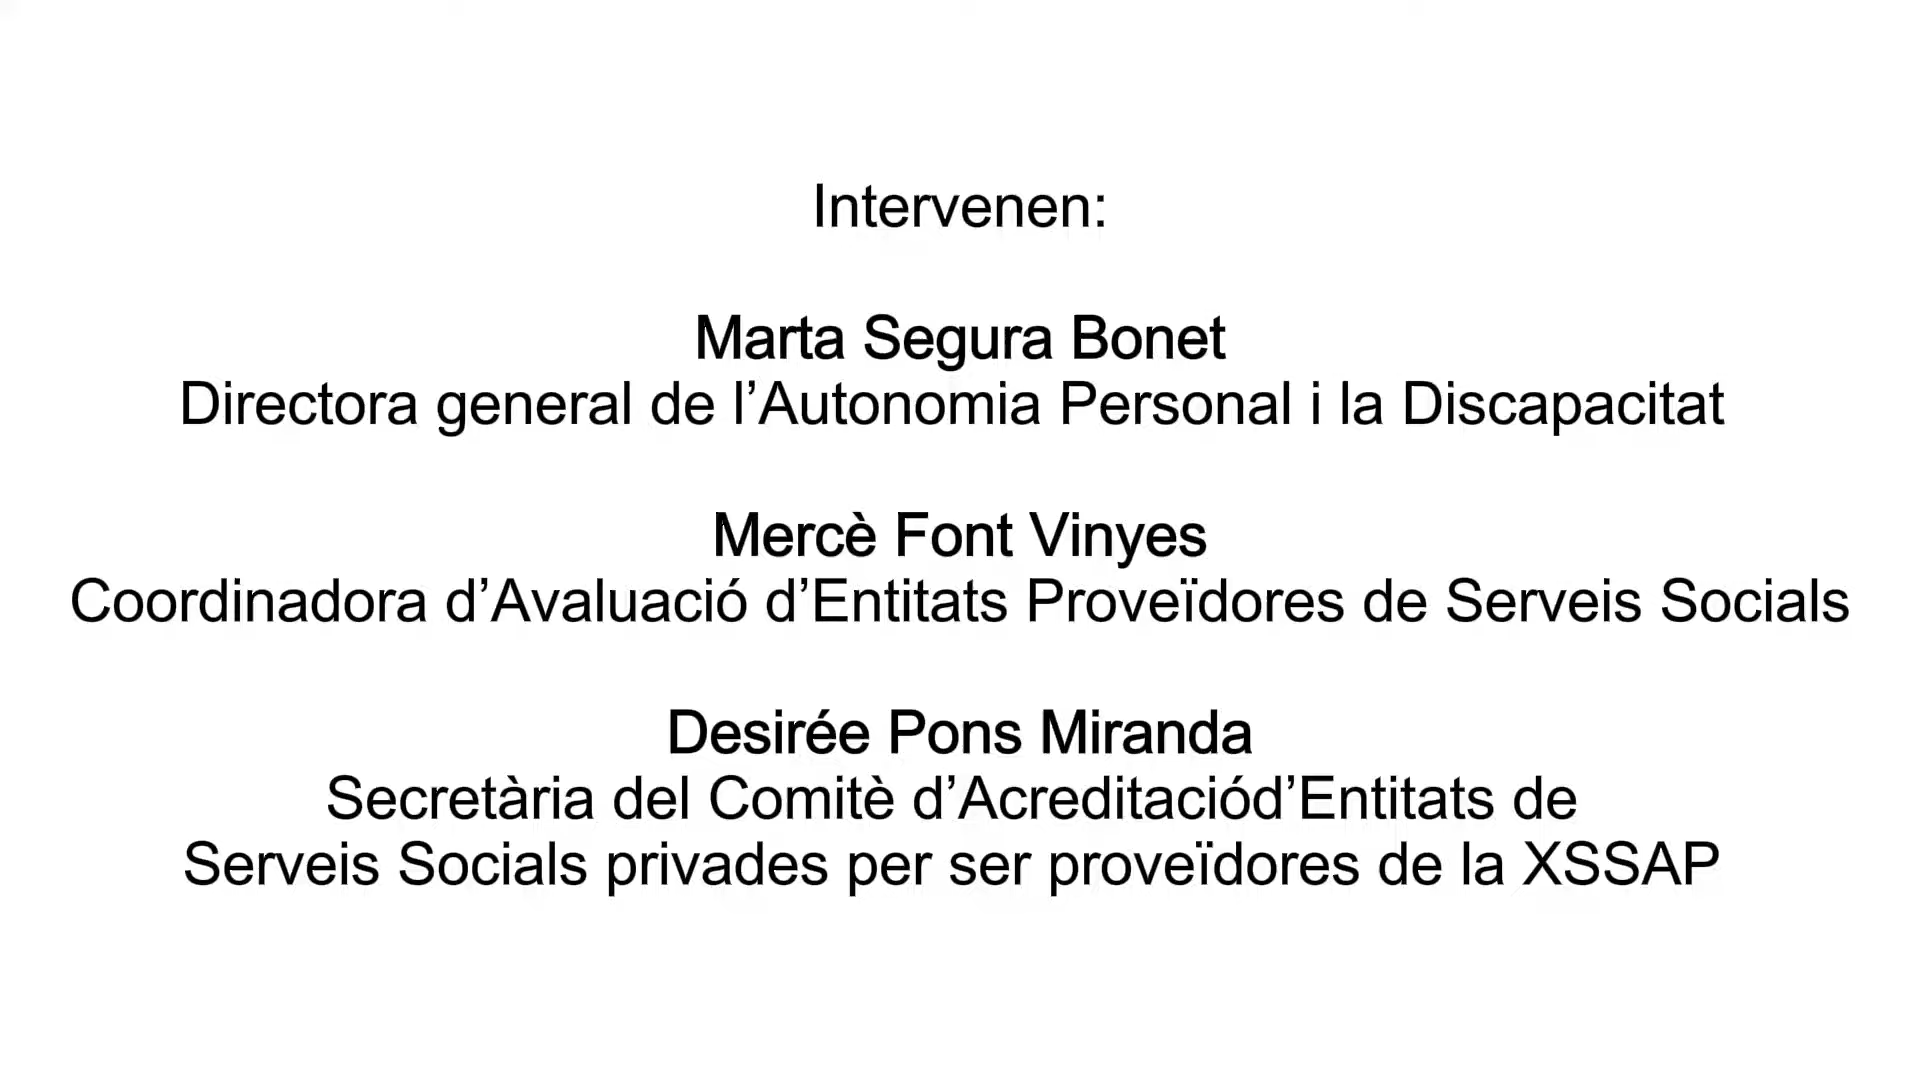 Intervenen:
Marta Segura Bonet
Directora general de l’Autonomia Personal i la Discapacitat
Mercè Font Vinyes
Coordinadora d’Avaluació d’Entitats Proveïdores de Serveis Socials
Desirée Pons Miranda
Secretària del Comitè d’Acreditaciód’Entitats de
Serveis Socials privades per ser proveïdores de la XSSAP